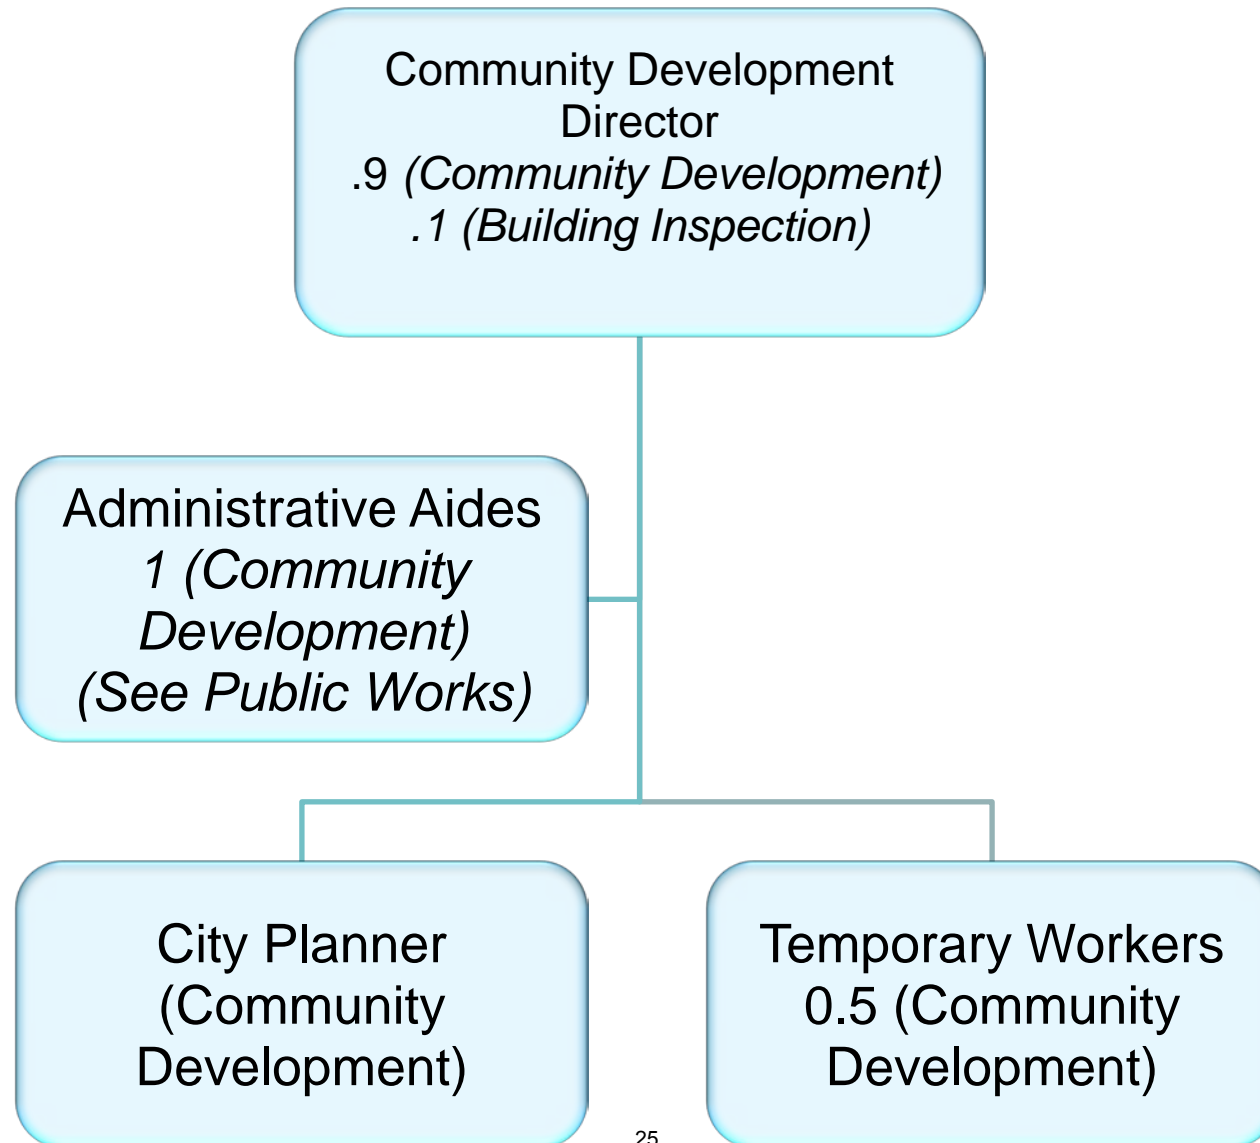 Community Development
Director
.9 (Community Development)
.1 (Building Inspection)
Administrative Aides
1 (Community
Development)
(See Public Works)
City Planner
(Community
Development)
Temporary Workers
0.5 (Community
Development)
25